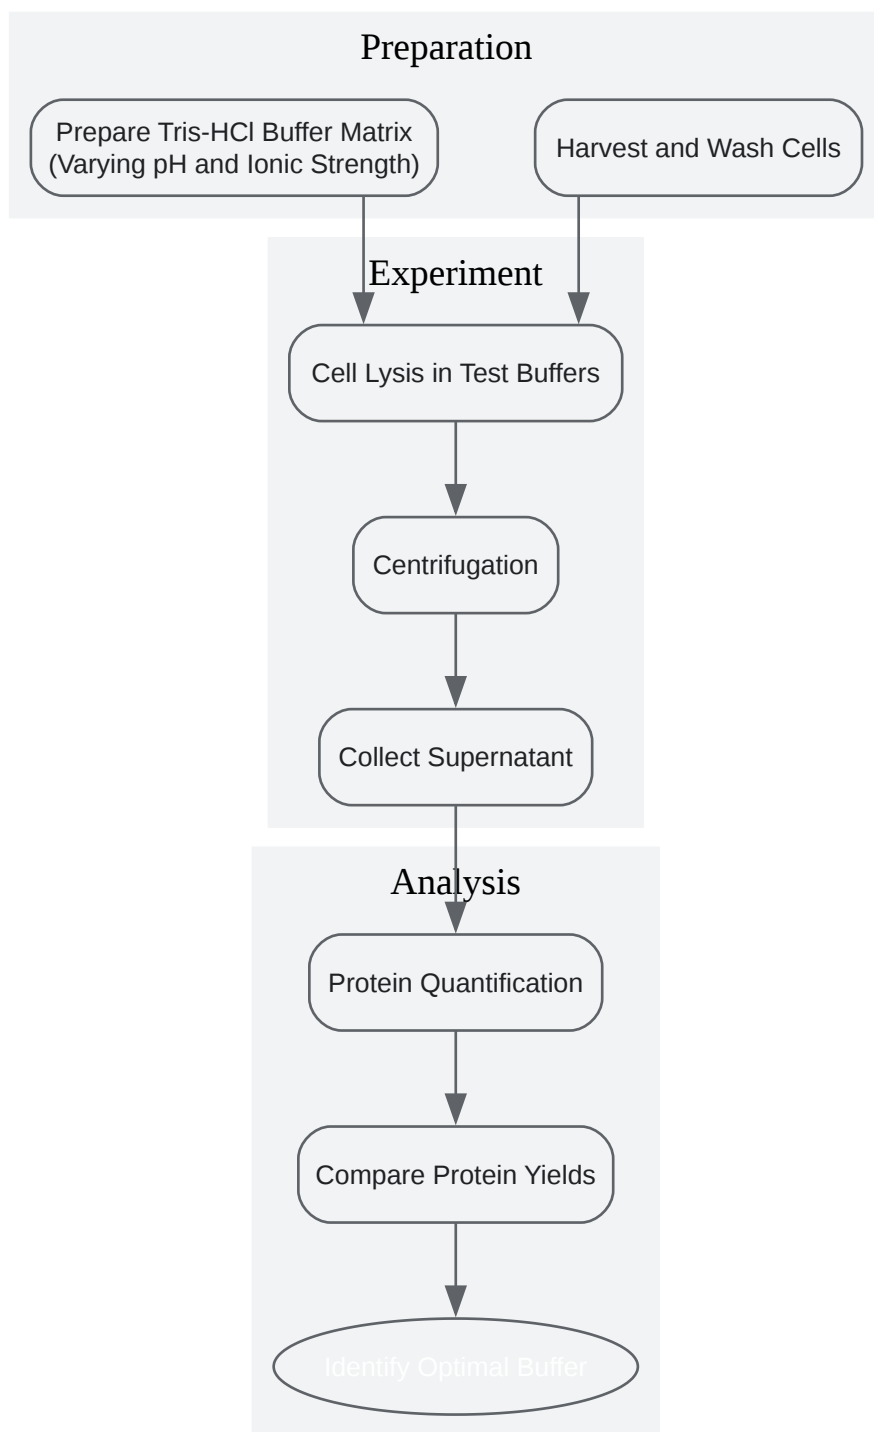 Preparation
Prepare Tris-HCl Buffer Matrix
(Varying pH and Ionic Strength)
Harvest and Wash Cells
Experiment
Cell Lysis in Test Buffers
Centrifugation
Collect Supernatant
Analysis
Protein Quantification
Compare Protein Yields
Identify Optimal Buffer